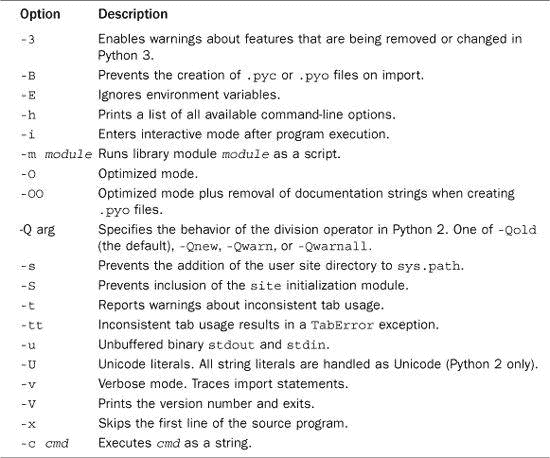 Option Description
-3 Enables warnings about features that are being removed or changed in
Python 3.
-B Prevents the creation of .pyc or .pyo files on import.
-E Ignores environment variables.
-h Prints a list of all available command-line options.
-i Enters interactive mode after program execution.
-m module Runs library module module as a script.
-O Optimized mode.
-OO Optimized mode plus removal of documentation strings when creating
.pyo files.
-Q arg Specifies the behavior of the division operator in Python 2. One of -Qold
(the default), -Qnew, -Qwarn, or -Qwarnall.
-s Prevents the addition of the user site directory to sys.path.
-S Prevents inclusion of the site initialization module.
-t Reports warnings about inconsistent tab usage.
-tt Inconsistent tab usage results in a TabError exception.
-u Unbuffered binary stdout and stdin.
-U Unicode literals. All string literals are handled as Unicode (Python 2 only).
-v Verbose mode. Traces import statements.
-V Prints the version number and exits.
-x Skips the first line of the source program.
-c cmd Executes cmd as a string.